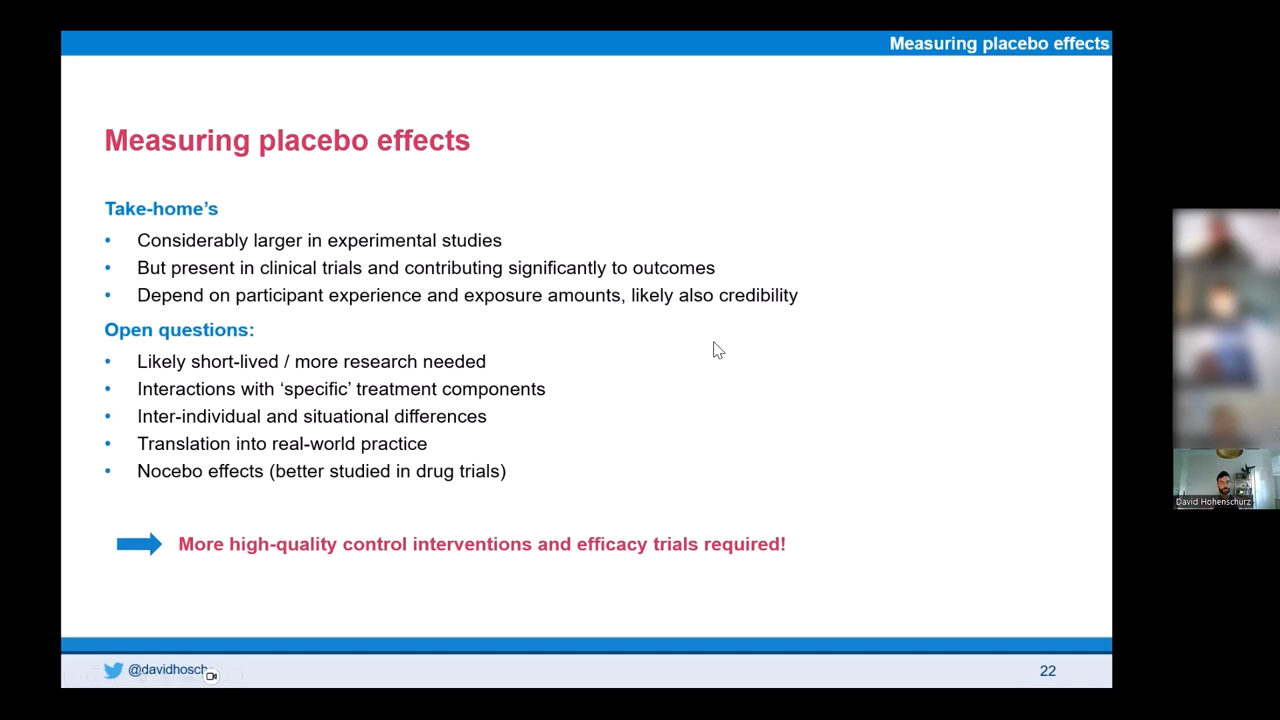 Measuring placebo effects
Measuring placebo effects
Take-home’s
• Considerably larger in experimental studies
• But present in clinical trials and contributing significantly to outcomes
• Depend on participant experience and exposure amounts, likely also credibility
Open questions:
• Likely short-lived / more research needed
• Interactions with ‘specific’ treatment components
• Inter-individual and situational differences
• Translation into real-world practice
• Nocebo effects (better studied in drug trials)
David Hohenschurz
More high-quality control interventions and efficacy trials required!
@davidhosch
22